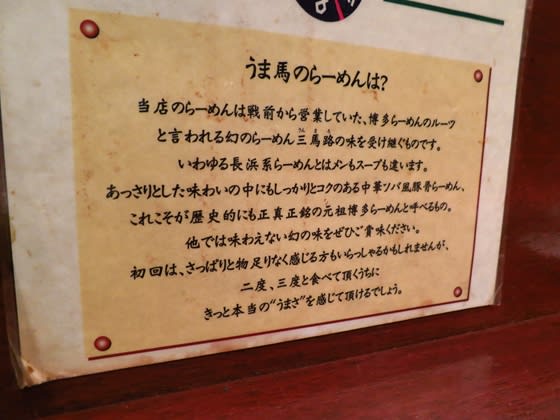 うま馬のらーめんは?
当店のらーめんは戦前から営業していた、博多らーめんのルーツ
と言われる幻のらーめん三馬路の味を受け継ぐものです。
いわゆる長浜系らーめんとはメンもスープも違います。
あっさりとした味わいの中にもしっかりとコクのある中華ソバ風豚骨らーめん、
これこそが歴史的にも正真正銘の元祖博多らーめんと呼べるもの。
他では味わえない幻の味をぜひご賞味ください。
初回は、さっぱりと物足りなく感じる方もいらっしゃるかもしれませんが、
二度、三度と食べて頂くうちに
きっと本当の“うまさ”を感じて頂けるでしょう。